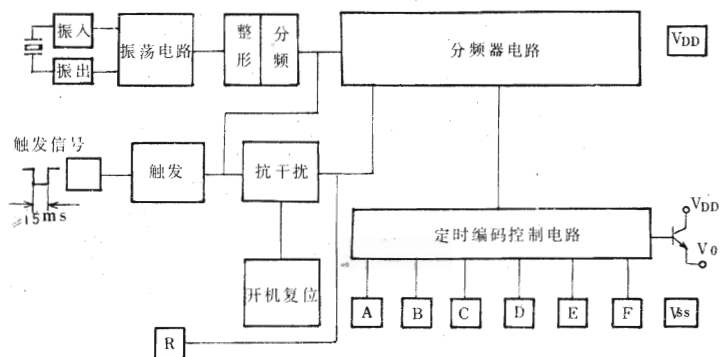 振入
振出
振荡电路
整形
分频
分频器电路
VDD
触发信号
≥15ms
触发
抗干扰
开机复位
R
定时编码控制电路
VDD
V0
A
B
C
D
E
F
Vss